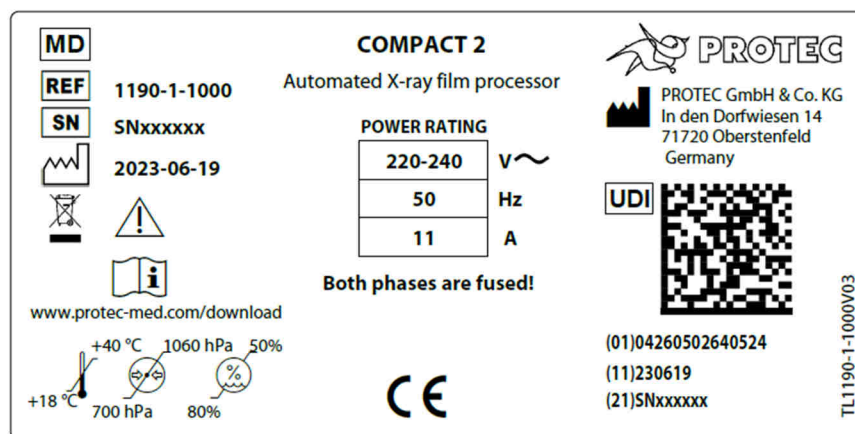 MD
REF 1190-1-1000
SN SNxxxxxx
2023-06-19
www.protec-med.com/download
+40 °C
+18 °C
1060 hPa
700 hPa
50%
%
80%
COMPACT 2
Automated X-ray film processor
POWER RATING
220-240 V
50 Hz
11 A
Both phases are fused!
CE
PROTEC
PROTEC GmbH & Co. KG
In den Dorfwiesen 14
71720 Oberstenfeld
Germany
UDI
(01)04260502640524
(11)230619
(21)SNxxxxxx
TL1190-1-1000V03